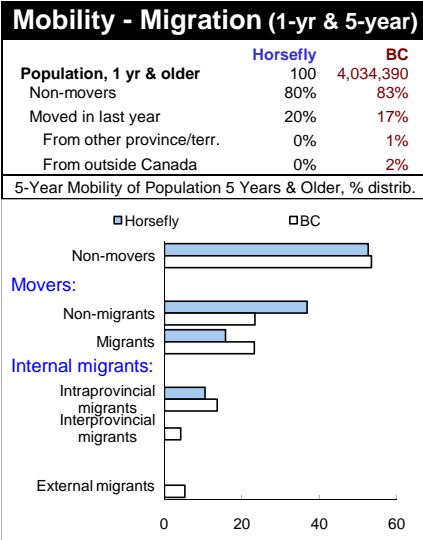 Mobility - Migration (1-yr & 5-year)
Horsefly BC
Population, 1 yr & older 100 4,034,390
Non-movers 80% 83%
Moved in last year 20% 17%
From other province/terr. 0% 1%
From outside Canada 0% 2%
5-Year Mobility of Population 5 Years & Older, % distrib.
Horsefly BC
Non-movers
Movers:
Non-migrants
Migrants
Internal migrants:
Intraprovincial
migrants
Interprovincial
migrants
External migrants
0 20 40 60